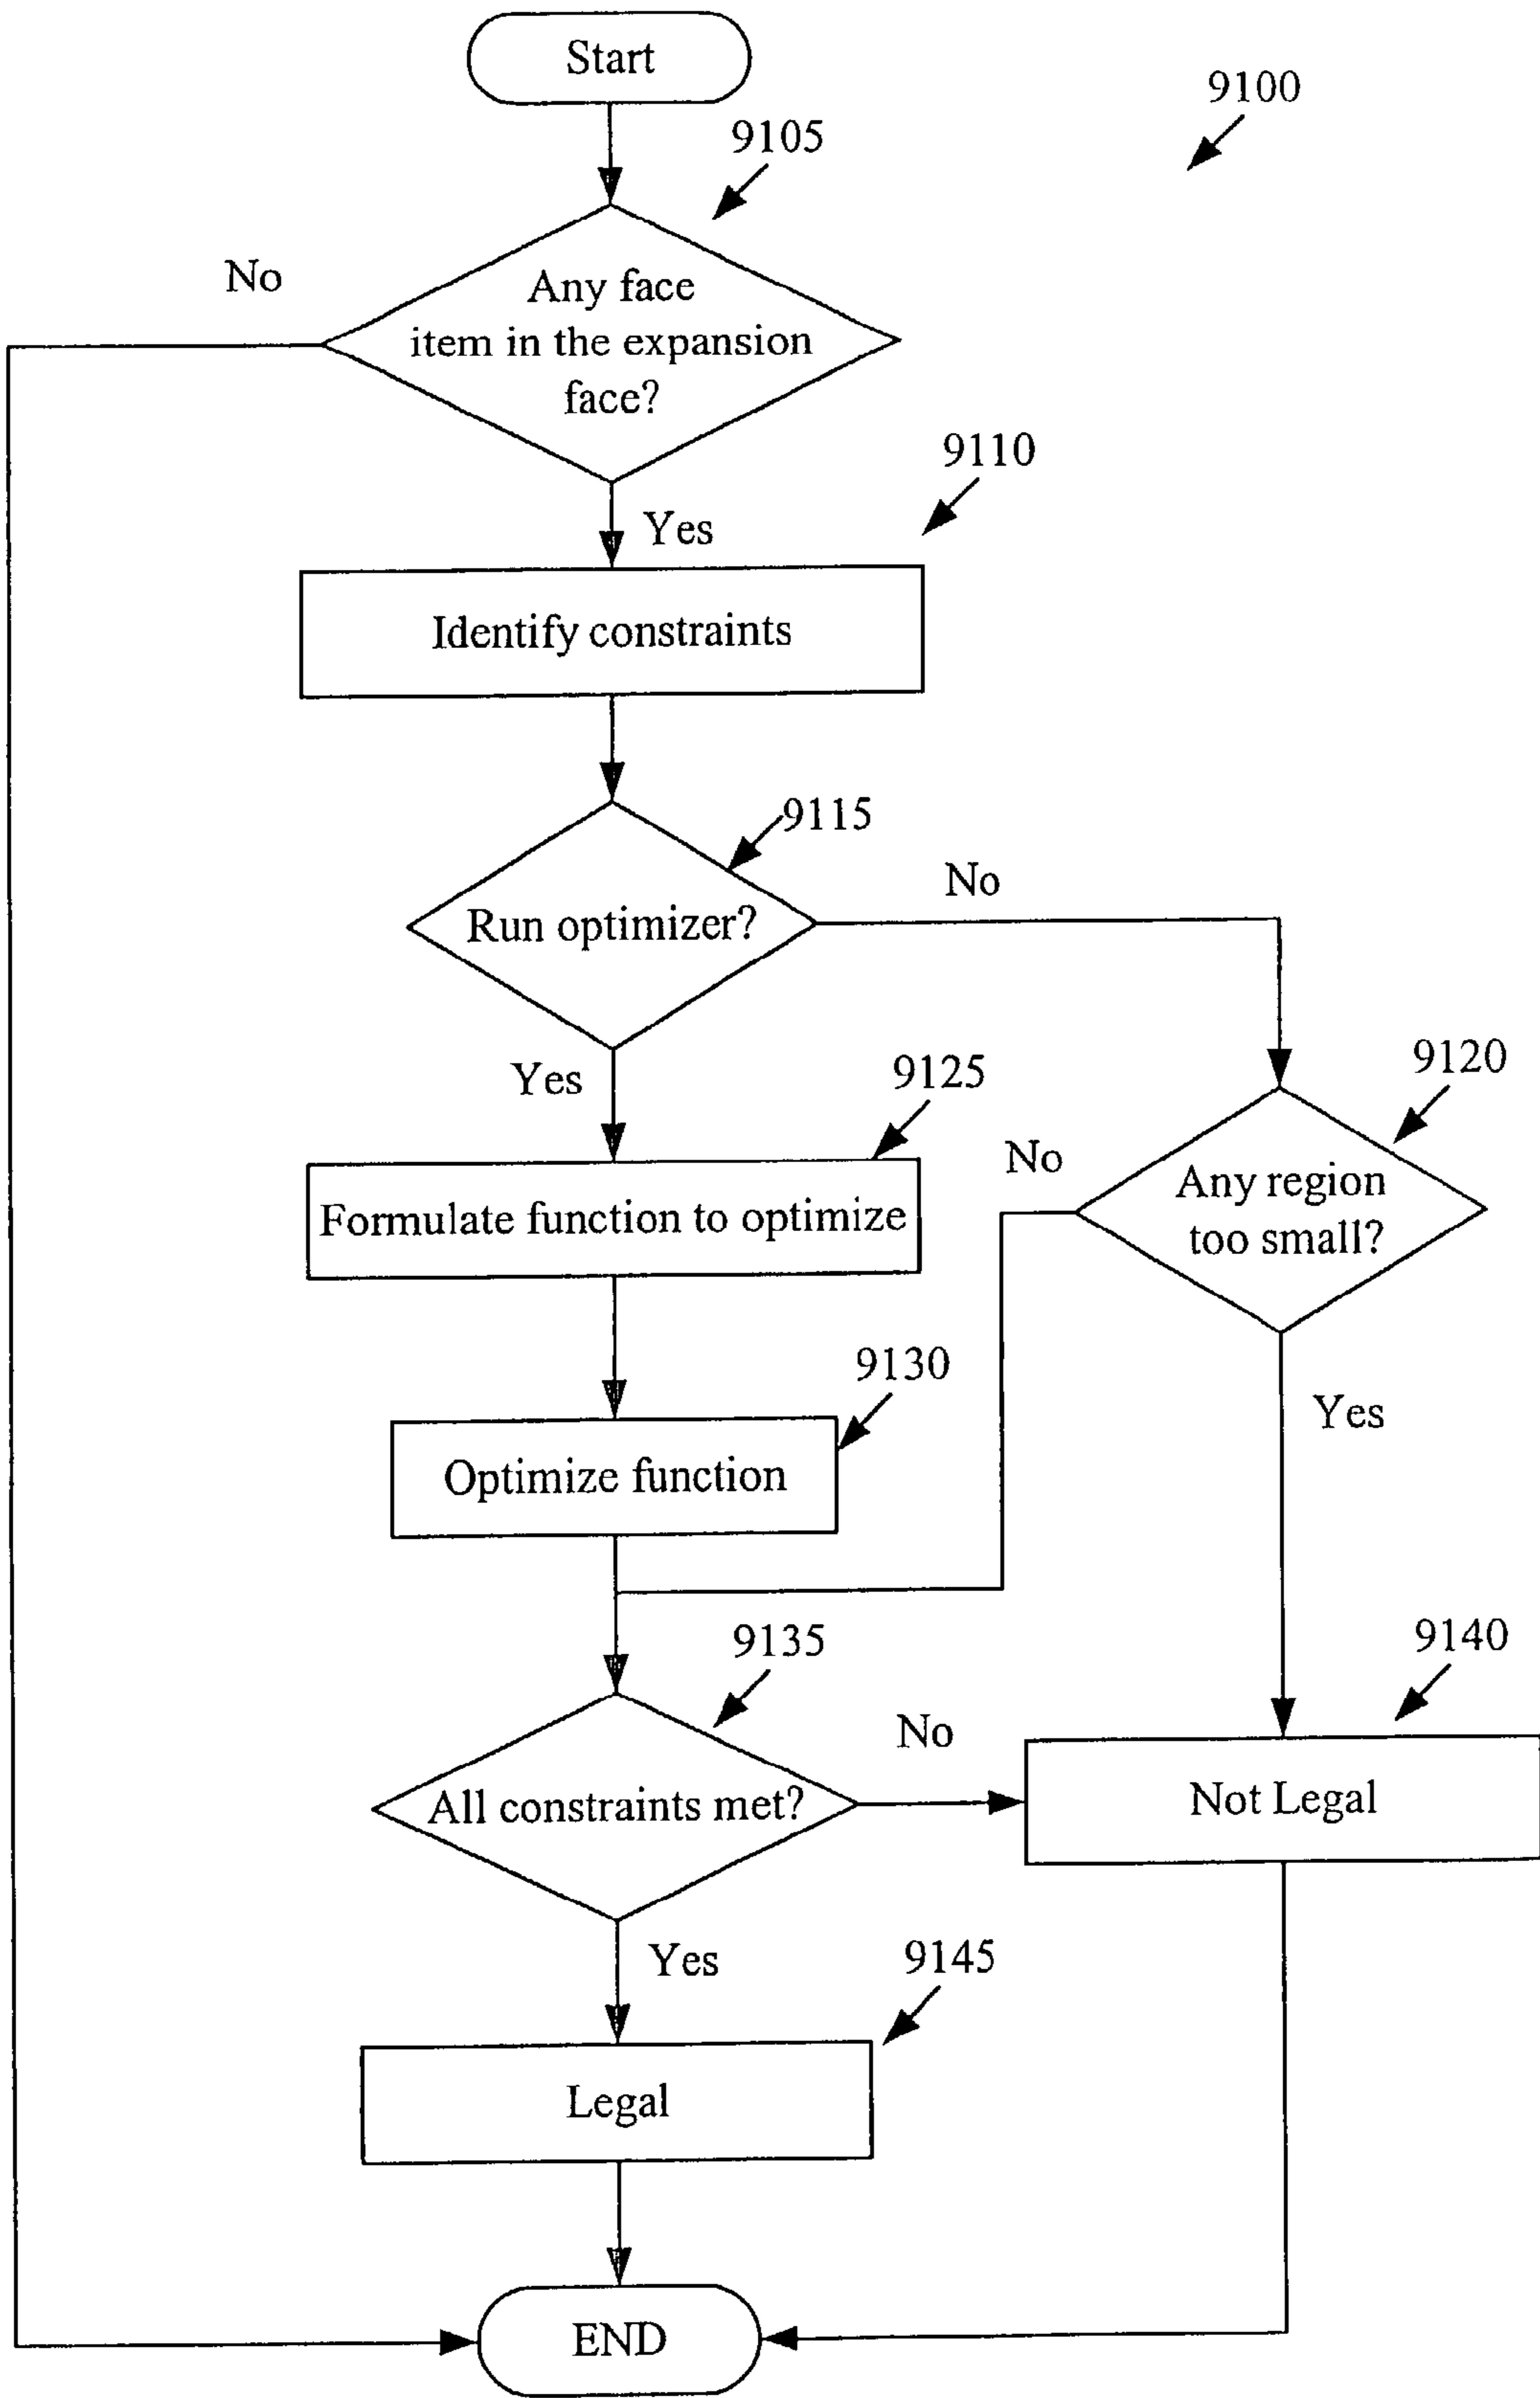 Start
9100
9105
No
Any face
item in the expansion
face?
9110
Yes
Identify constraints
9115
No
Run optimizer?
Yes
9125
9120
No
Any region
too small?
Formulate function to optimize
9130
Yes
Optimize function
9135
9140
No
All constraints met?
Not Legal
Yes
9145
Legal
END